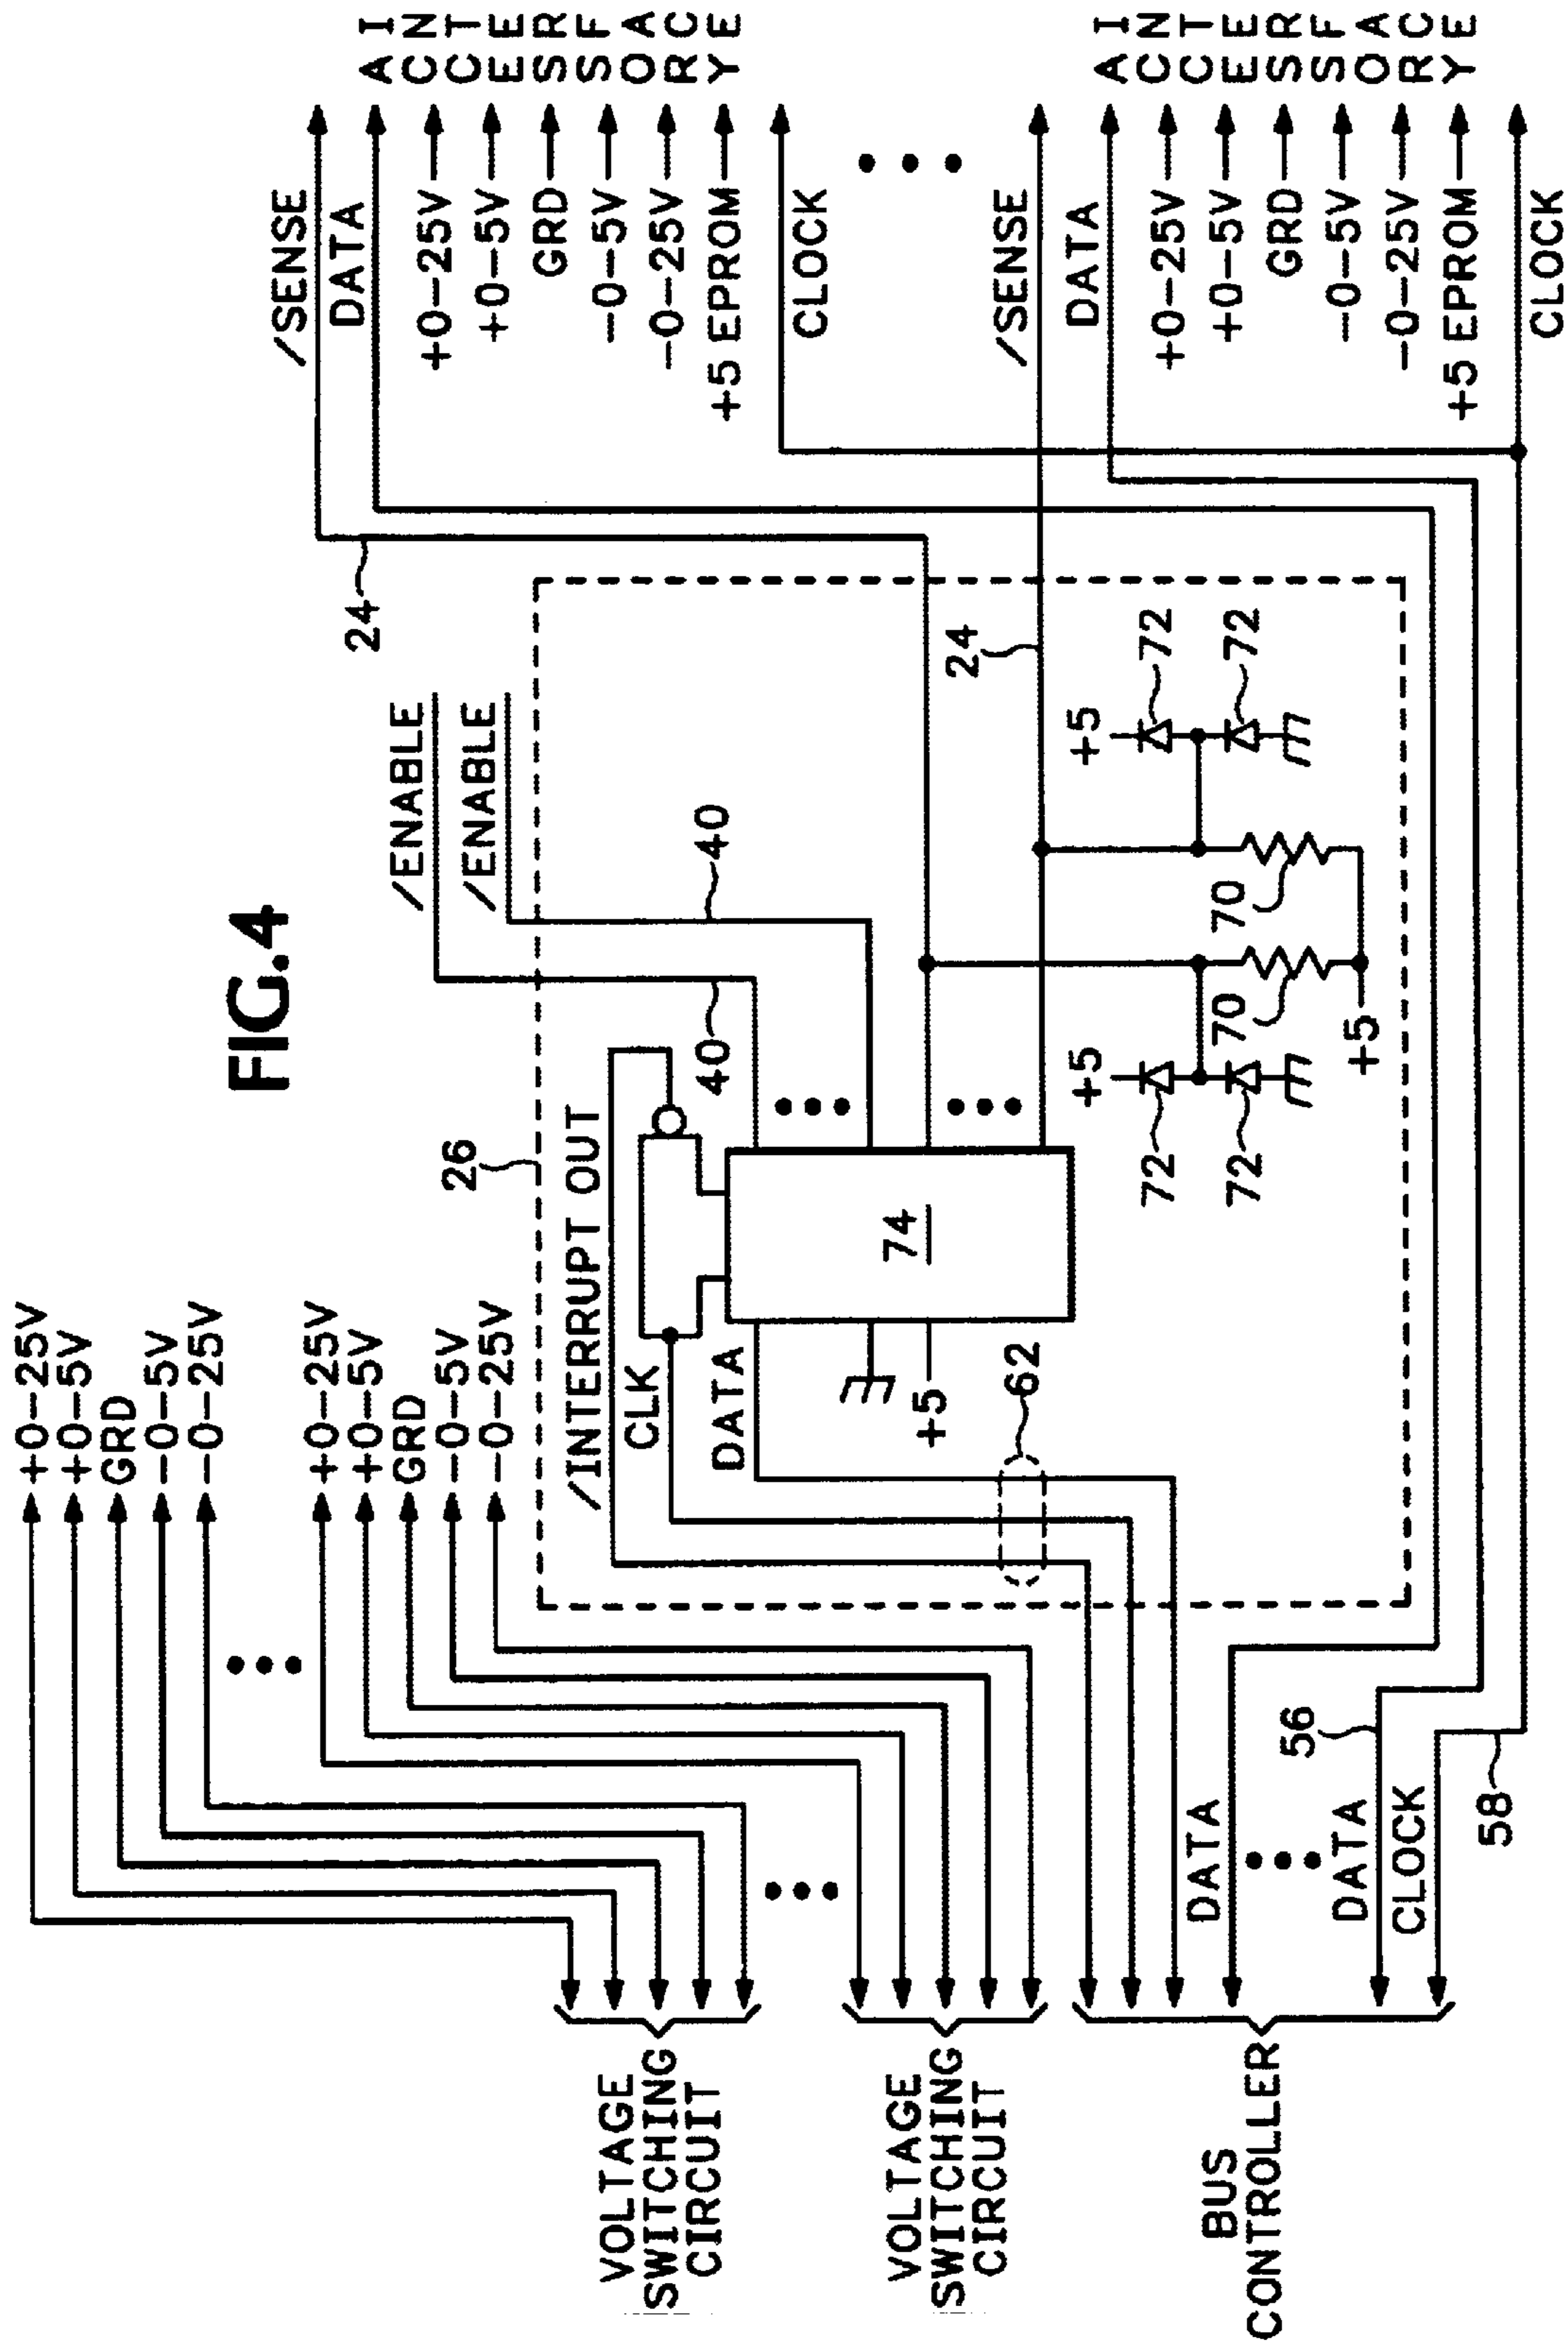 FIG.4
+0-25V
+0-5V
GRD
-0-5V
-0-25V
+0-25V
+0-5V
GRD
-0-5V
-0-25V
VOLTAGE
SWITCHING
CIRCUIT
VOLTAGE
SWITCHING
CIRCUIT
BUS
CONTROLLER
26
/INTERRUPT OUT
CLK
DATA
+5
62
74
/ENABLE
/ENABLE
40
40
24
24
+5
72
72
70
+5
70
+5
72
72
DATA
DATA
CLOCK
56
58
/SENSE
DATA
+0-25V
+0-5V
GRD
-0-5V
-0-25V
+5 EPROM
CLOCK
ACCESSORY
INTERFACE
/SENSE
DATA
+0-25V
+0-5V
GRD
-0-5V
-0-25V
+5 EPROM
CLOCK
ACCESSORY
INTERFACE